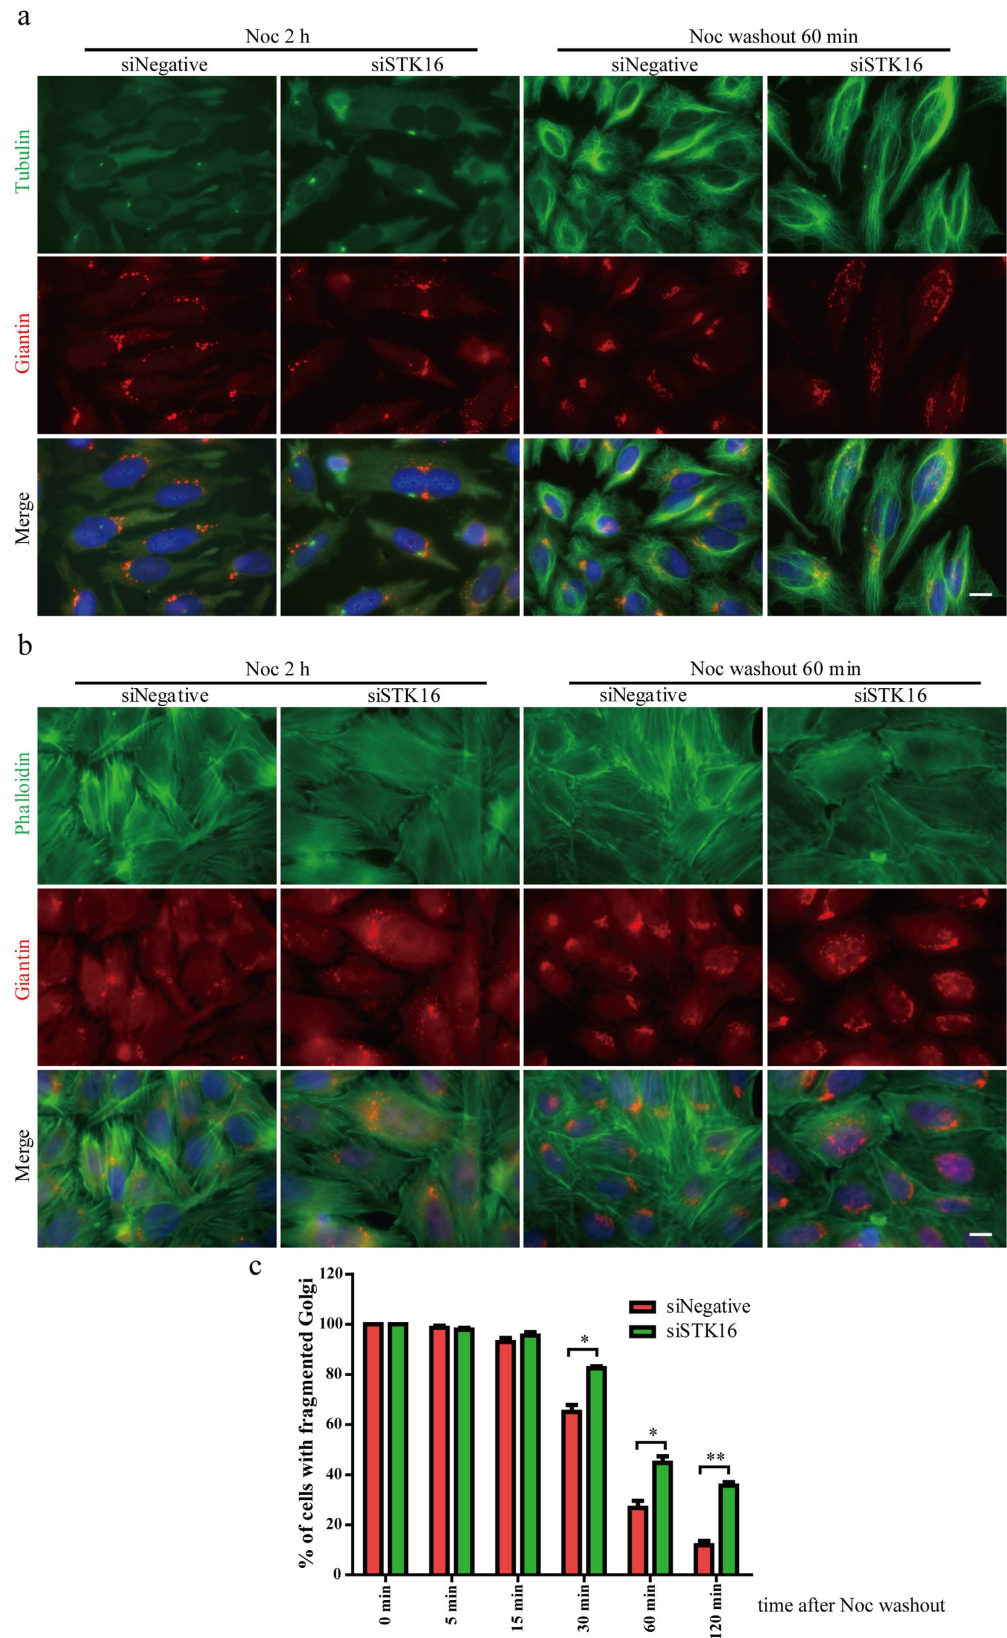 a
Noc 2 h
Noc washout 60 min
siNegative
siSTK16
siNegative
siSTK16
Tubulin
Giantin
Merge
b
Noc 2 h
Noc washout 60 min
siNegative
siSTK16
siNegative
siSTK16
Phalloidin
Giantin
Merge
c
% of cells with fragmented Golgi
120
100
80
60
40
20
0
siNegative
siSTK16
*
*
**
0 min
5 min
15 min
30 min
60 min
120 min
time after Noc washout